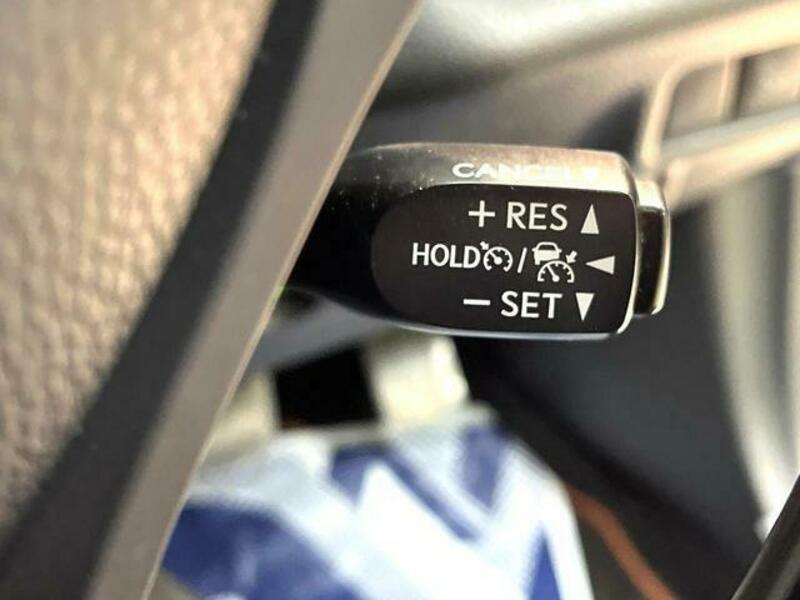 CANCEL ▼
+ RES ▲
HOLD / ◀
− SET ▼